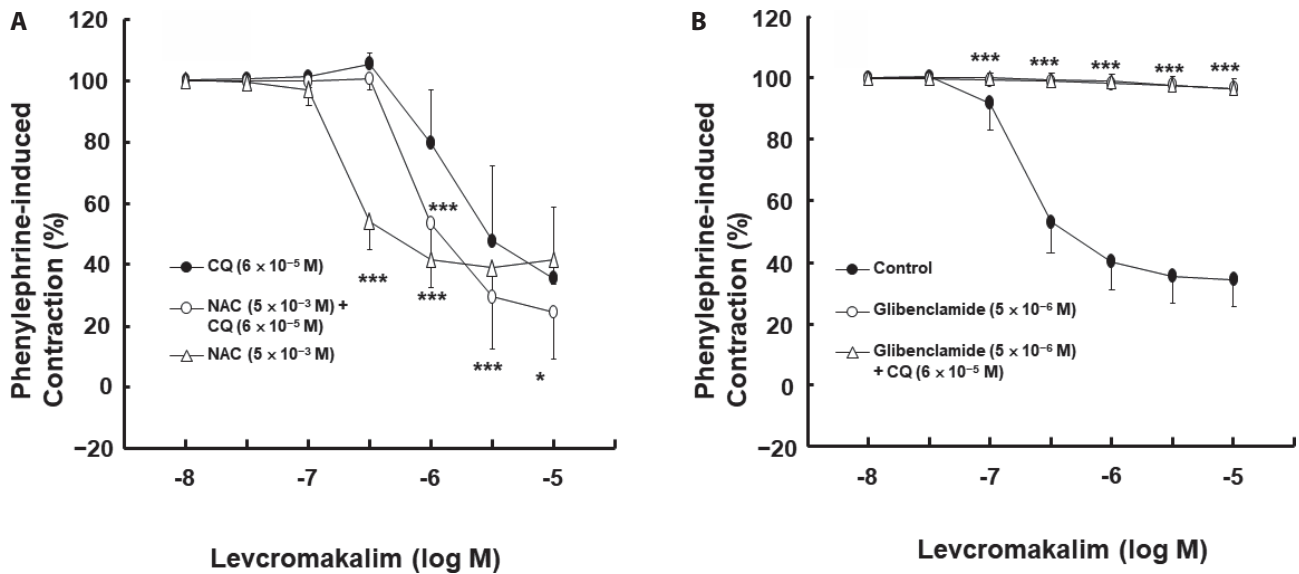 A
120
100
80
60
40
20
0
−20
Phenylephrine-induced
Contraction (%)
***
***
***
***
*
CQ (6 × 10⁻⁵ M)
NAC (5 × 10⁻³ M) +
CQ (6 × 10⁻⁵ M)
NAC (5 × 10⁻³ M)
-8 -7 -6 -5
Levcromakalim (log M)
B
120
100
80
60
40
20
0
−20
Phenylephrine-induced
Contraction (%)
*** *** *** *** ***
Control
Glibenclamide (5 × 10⁻⁶ M)
Glibenclamide (5 × 10⁻⁶ M)
+ CQ (6 × 10⁻⁵ M)
-8 -7 -6 -5
Levcromakalim (log M)